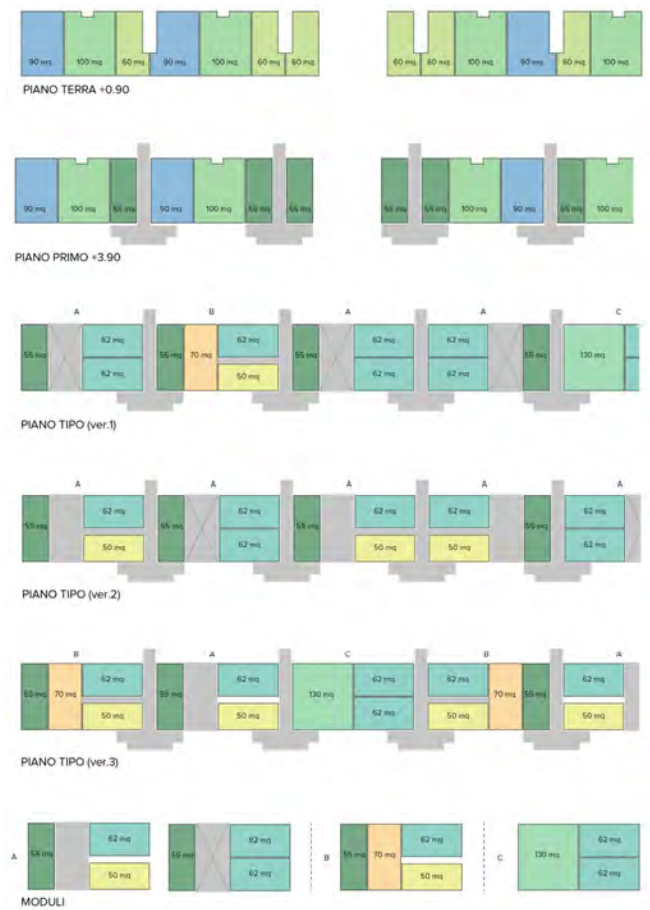 90 mq 100 mq 60 mq 90 mq 100 mq 60 mq 60 mq 60 mq 60 mq 100 mq 90 mq 60 mq 100 mq
PIANO TERRA +0.90
90 mq 100 mq 55 mq 90 mq 100 mq 55 mq 55 mq 55 mq 55 mq 100 mq 90 mq 55 mq 100 mq
PIANO PRIMO +3.90
A B A A C
62 mq 62 mq 62 mq 62 mq
55 mq 70 mq 55 mq 55 mq 55 mq 130 mq
62 mq 50 mq 62 mq 62 mq
PIANO TIPO (ver.1)
A A A A A
62 mq 62 mq 62 mq 62 mq 62 mq
55 mq 55 mq 55 mq 55 mq
50 mq 62 mq 50 mq 50 mq 62 mq
PIANO TIPO (ver.2)
B A C B A
62 mq 62 mq 62 mq 62 mq 62 mq
55 mq 70 mq 55 mq 130 mq 70 mq 55 mq
50 mq 50 mq 62 mq 50 mq 50 mq
PIANO TIPO (ver.3)
62 mq 62 mq 62 mq 62 mq
A 55 mq 55 mq B 55 mq 70 mq C 130 mq
50 mq 62 mq 50 mq 62 mq
MODULI